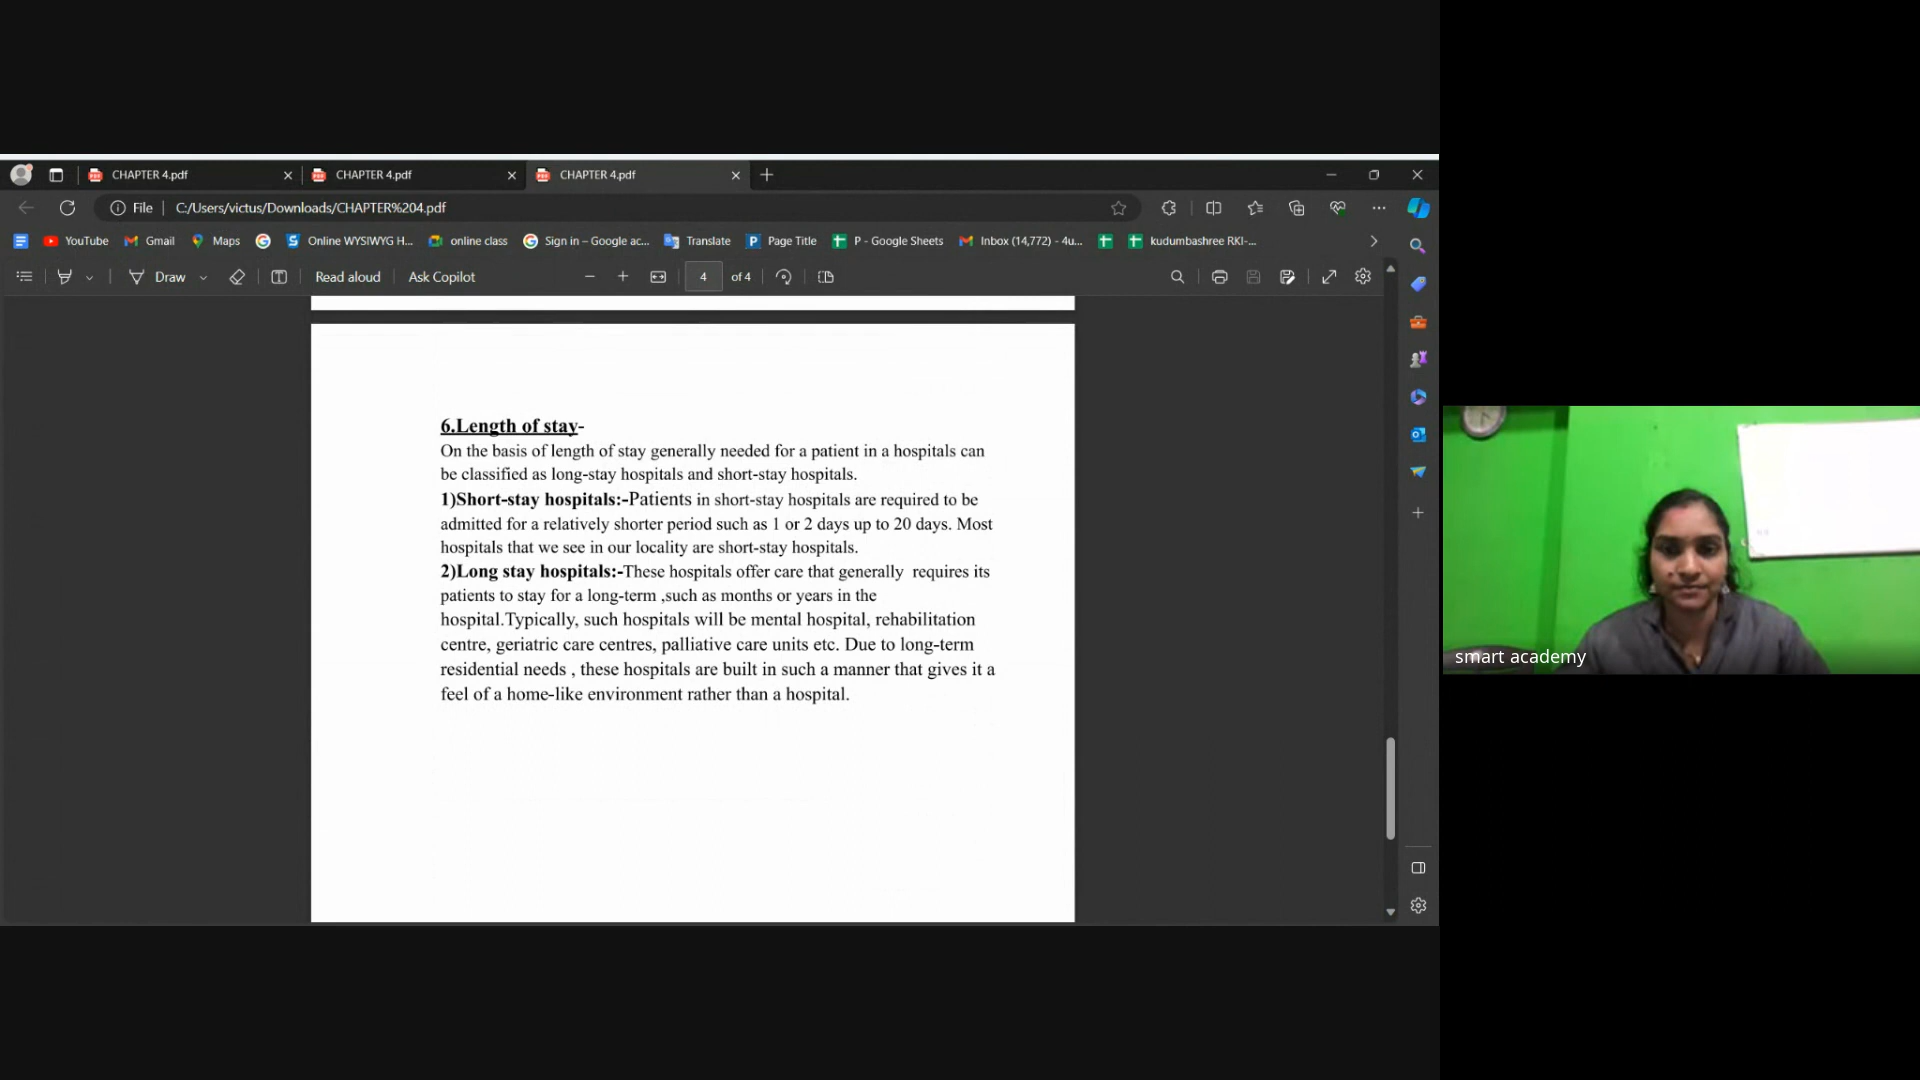 CHAPTER 4.pdf
CHAPTER 4.pdf
CHAPTER 4.pdf
File
C:/Users/victus/Downloads/CHAPTER%204.pdf
YouTube
Gmail
Maps
Online WYSIWYG H...
online class
Sign in – Google ac...
Translate
Page Title
P - Google Sheets
Inbox (14,772) - 4u...
kudumbashree RKI-...
Draw
Read aloud
Ask Copilot
4
of 4
6.Length of stay-
On the basis of length of stay generally needed for a patient in a hospitals can
be classified as long-stay hospitals and short-stay hospitals.
1)Short-stay hospitals:-Patients in short-stay hospitals are required to be
admitted for a relatively shorter period such as 1 or 2 days up to 20 days. Most
hospitals that we see in our locality are short-stay hospitals.
2)Long stay hospitals:-These hospitals offer care that generally  requires its
patients to stay for a long-term ,such as months or years in the
hospital.Typically, such hospitals will be mental hospital, rehabilitation
centre, geriatric care centres, palliative care units etc. Due to long-term
residential needs , these hospitals are built in such a manner that gives it a
feel of a home-like environment rather than a hospital.
smart academy